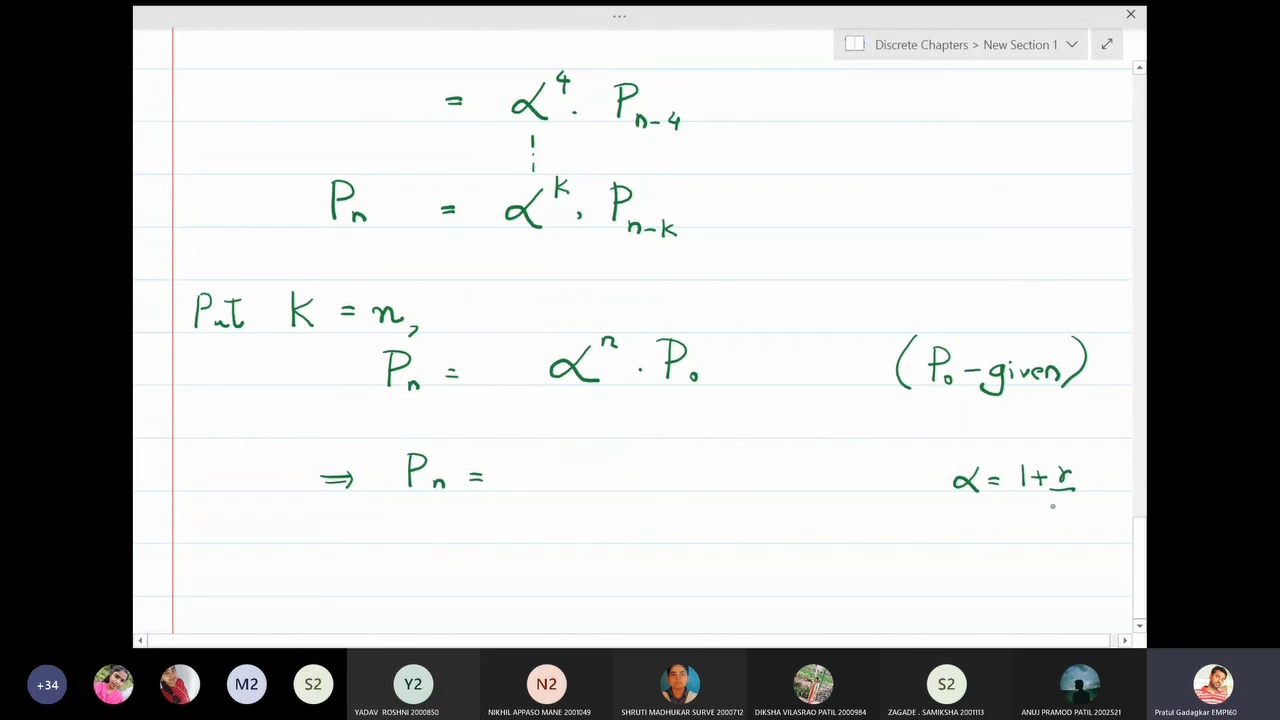 ...
Discrete Chapters > New Section 1
= α⁴ . Pₙ₋₄
Pₙ = αᵏ . Pₙ₋ₖ
Put K = n,
Pₙ = αⁿ . P₀ (P₀ - given)
⇒ Pₙ = α = 1 + r
+34 M2 S2 Y2 N2 S2
YADAV ROSHNI 2000850 NIKHIL APPASO MANE 2001049 SHRUTI MADHUKAR SURVE 2000712 DIKSHA VILASRAO PATIL 2000984 ZAGADE . SAMIKSHA 2001113 ANUJ PRAMOD PATIL 2002521 Pratul Gadagkar EMP160